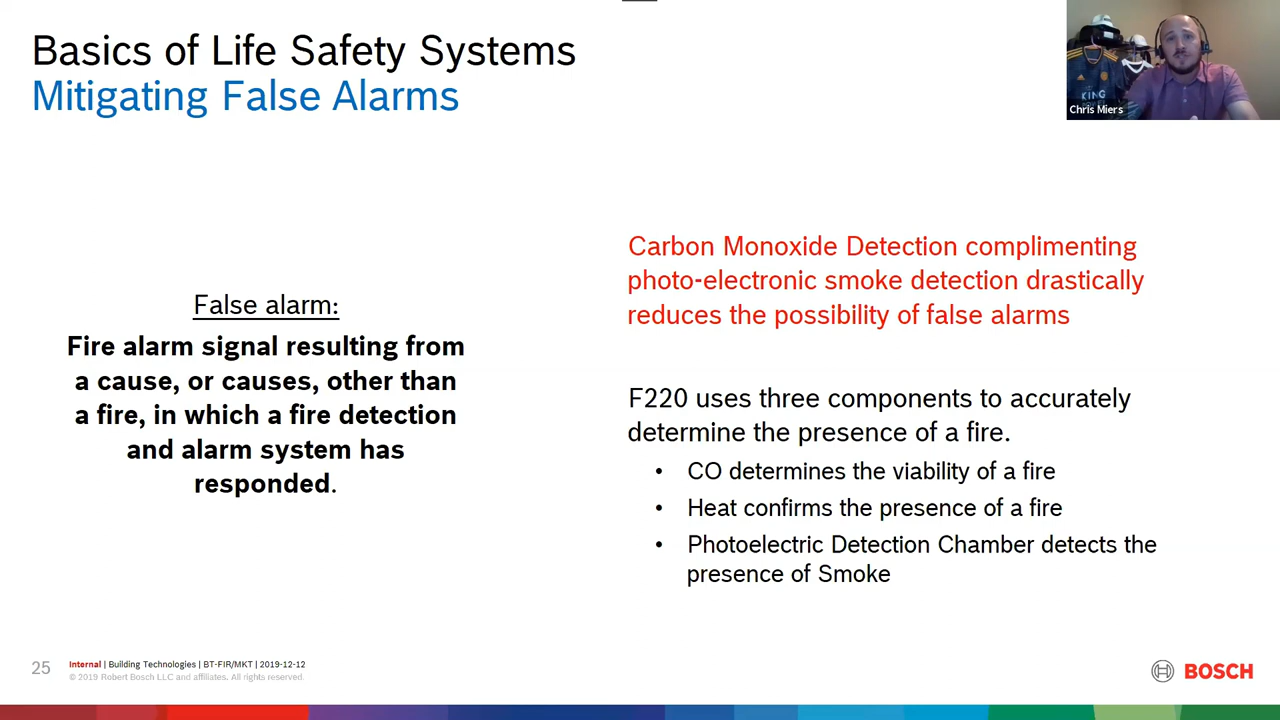 Basics of Life Safety Systems
Mitigating False Alarms
KING
Chris Miers
False alarm:
Fire alarm signal resulting from
a cause, or causes, other than
a fire, in which a fire detection
and alarm system has
responded.
Carbon Monoxide Detection complimenting
photo-electronic smoke detection drastically
reduces the possibility of false alarms
F220 uses three components to accurately
determine the presence of a fire.
• CO determines the viability of a fire
• Heat confirms the presence of a fire
• Photoelectric Detection Chamber detects the
presence of Smoke
25
Internal | Building Technologies | BT-FIR/MKT | 2019-12-12
© 2019 Robert Bosch LLC and affiliates. All rights reserved.
BOSCH